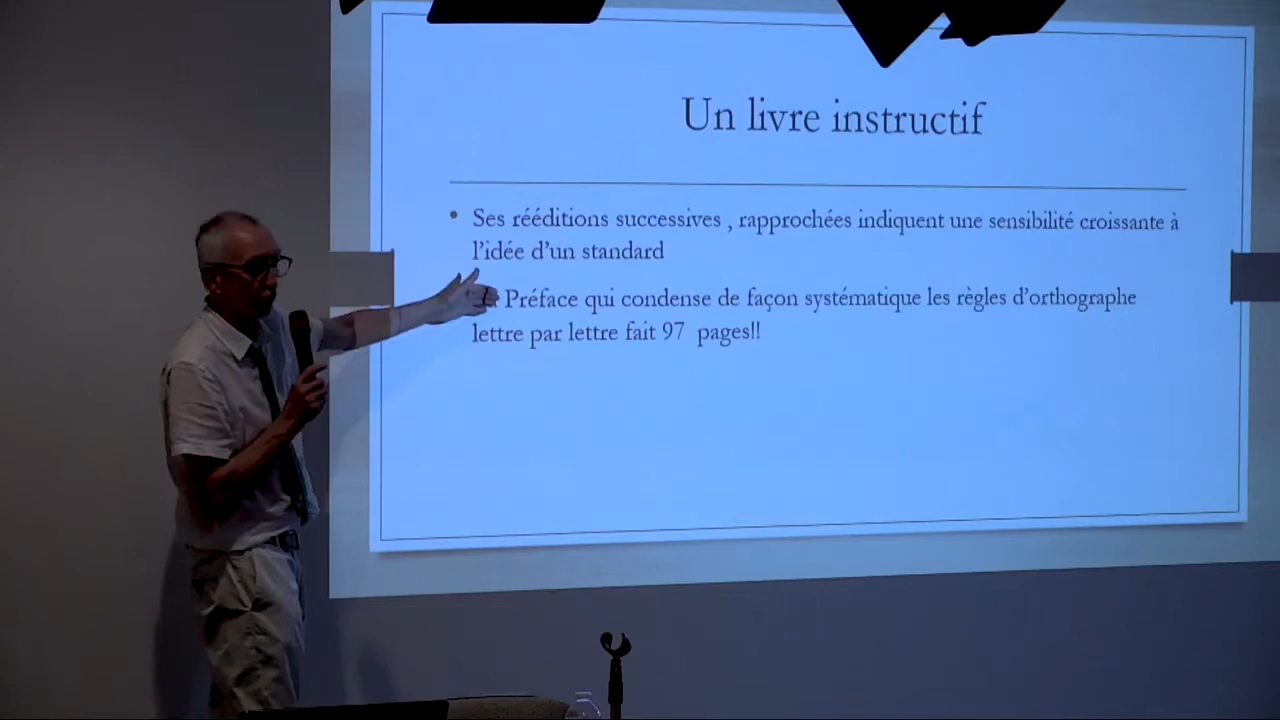 Un livre instructif
• Ses rééditions successives , rapprochées indiquent une sensibilité croissante à
l'idée d'un standard
Préface qui condense de façon systématique les règles d'orthographe
lettre par lettre fait 97 pages!!